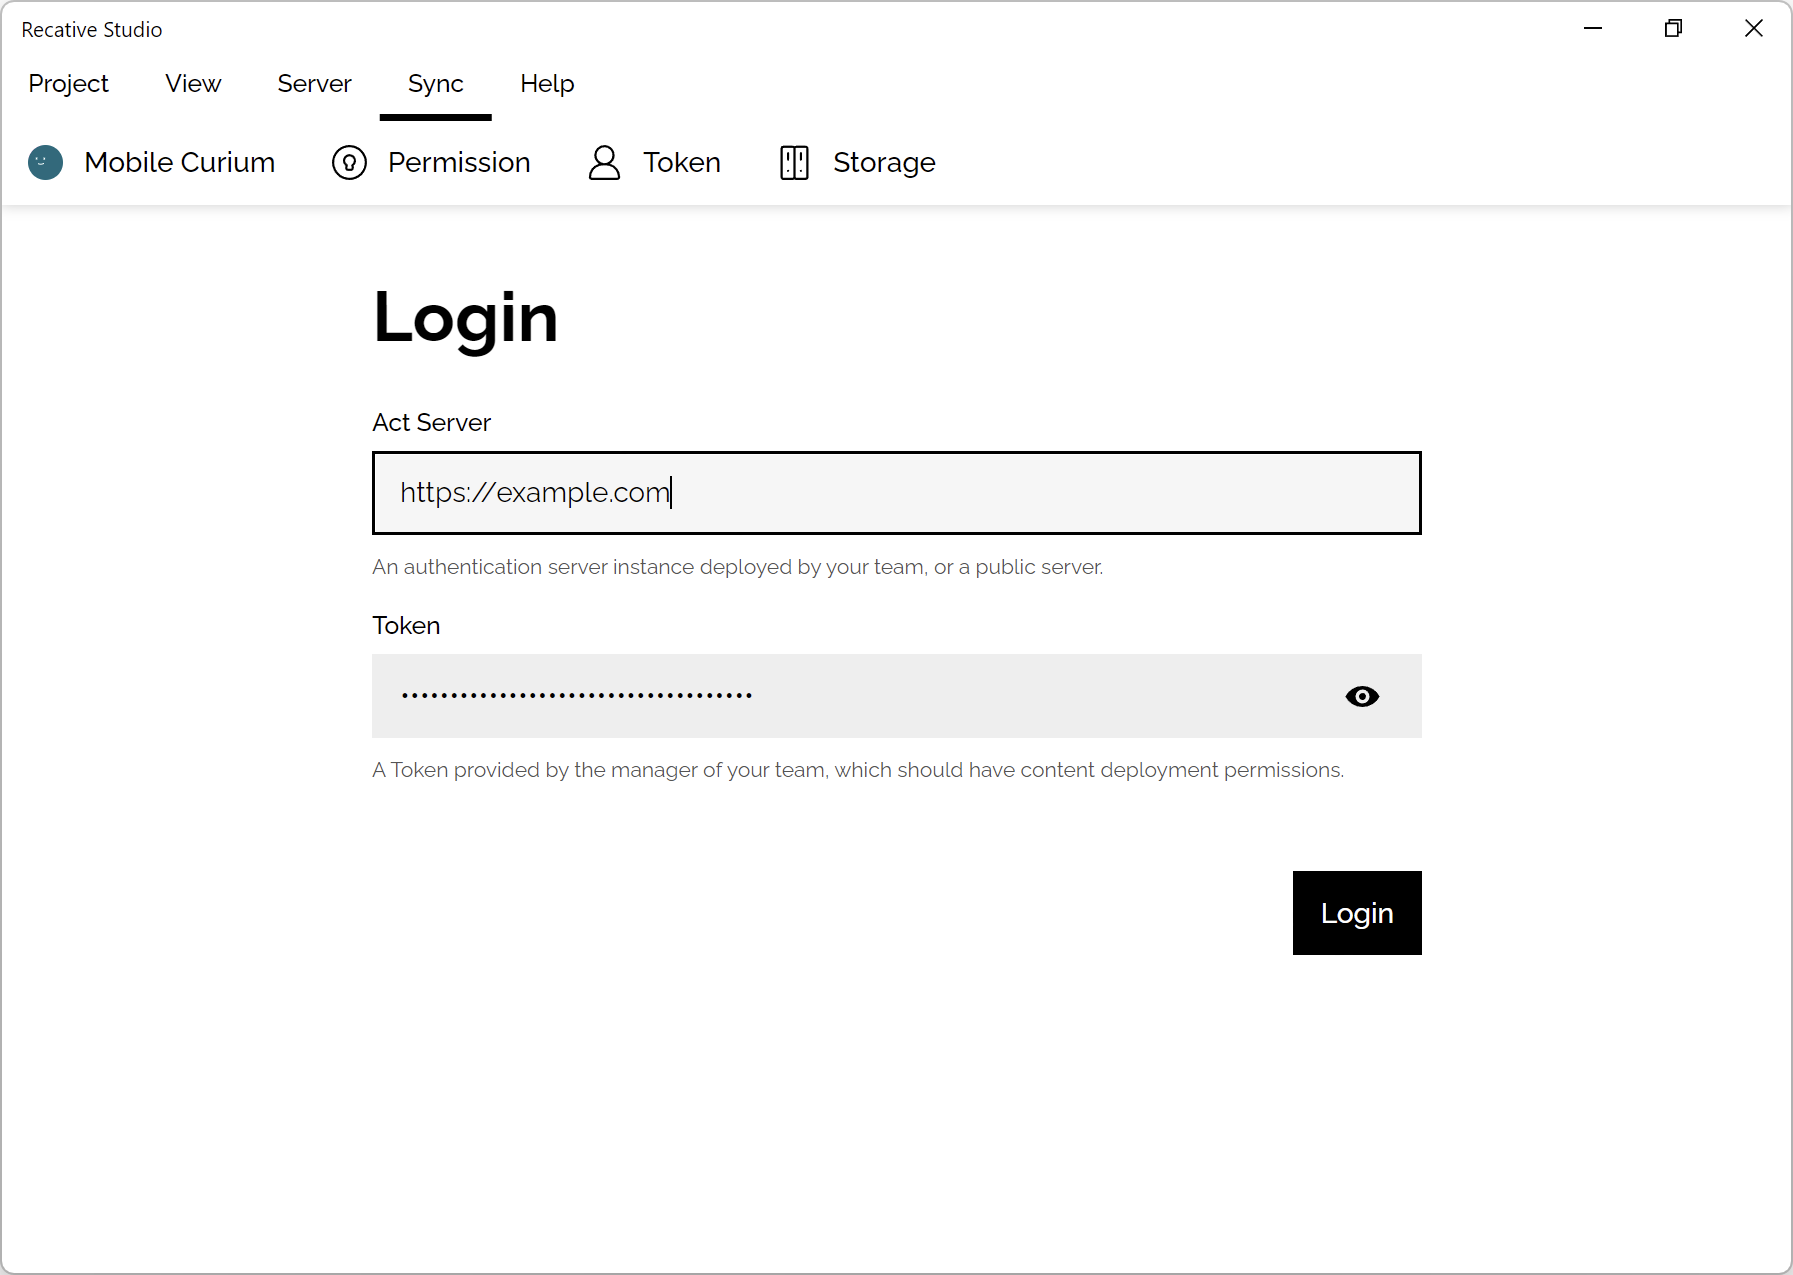 Recative Studio
Project View Server Sync Help
Mobile Curium Permission Token Storage
Login
Act Server
https://example.com
An authentication server instance deployed by your team, or a public server.
Token
••••••••••••••••••••••••••••••••••••
A Token provided by the manager of your team, which should have content deployment permissions.
Login